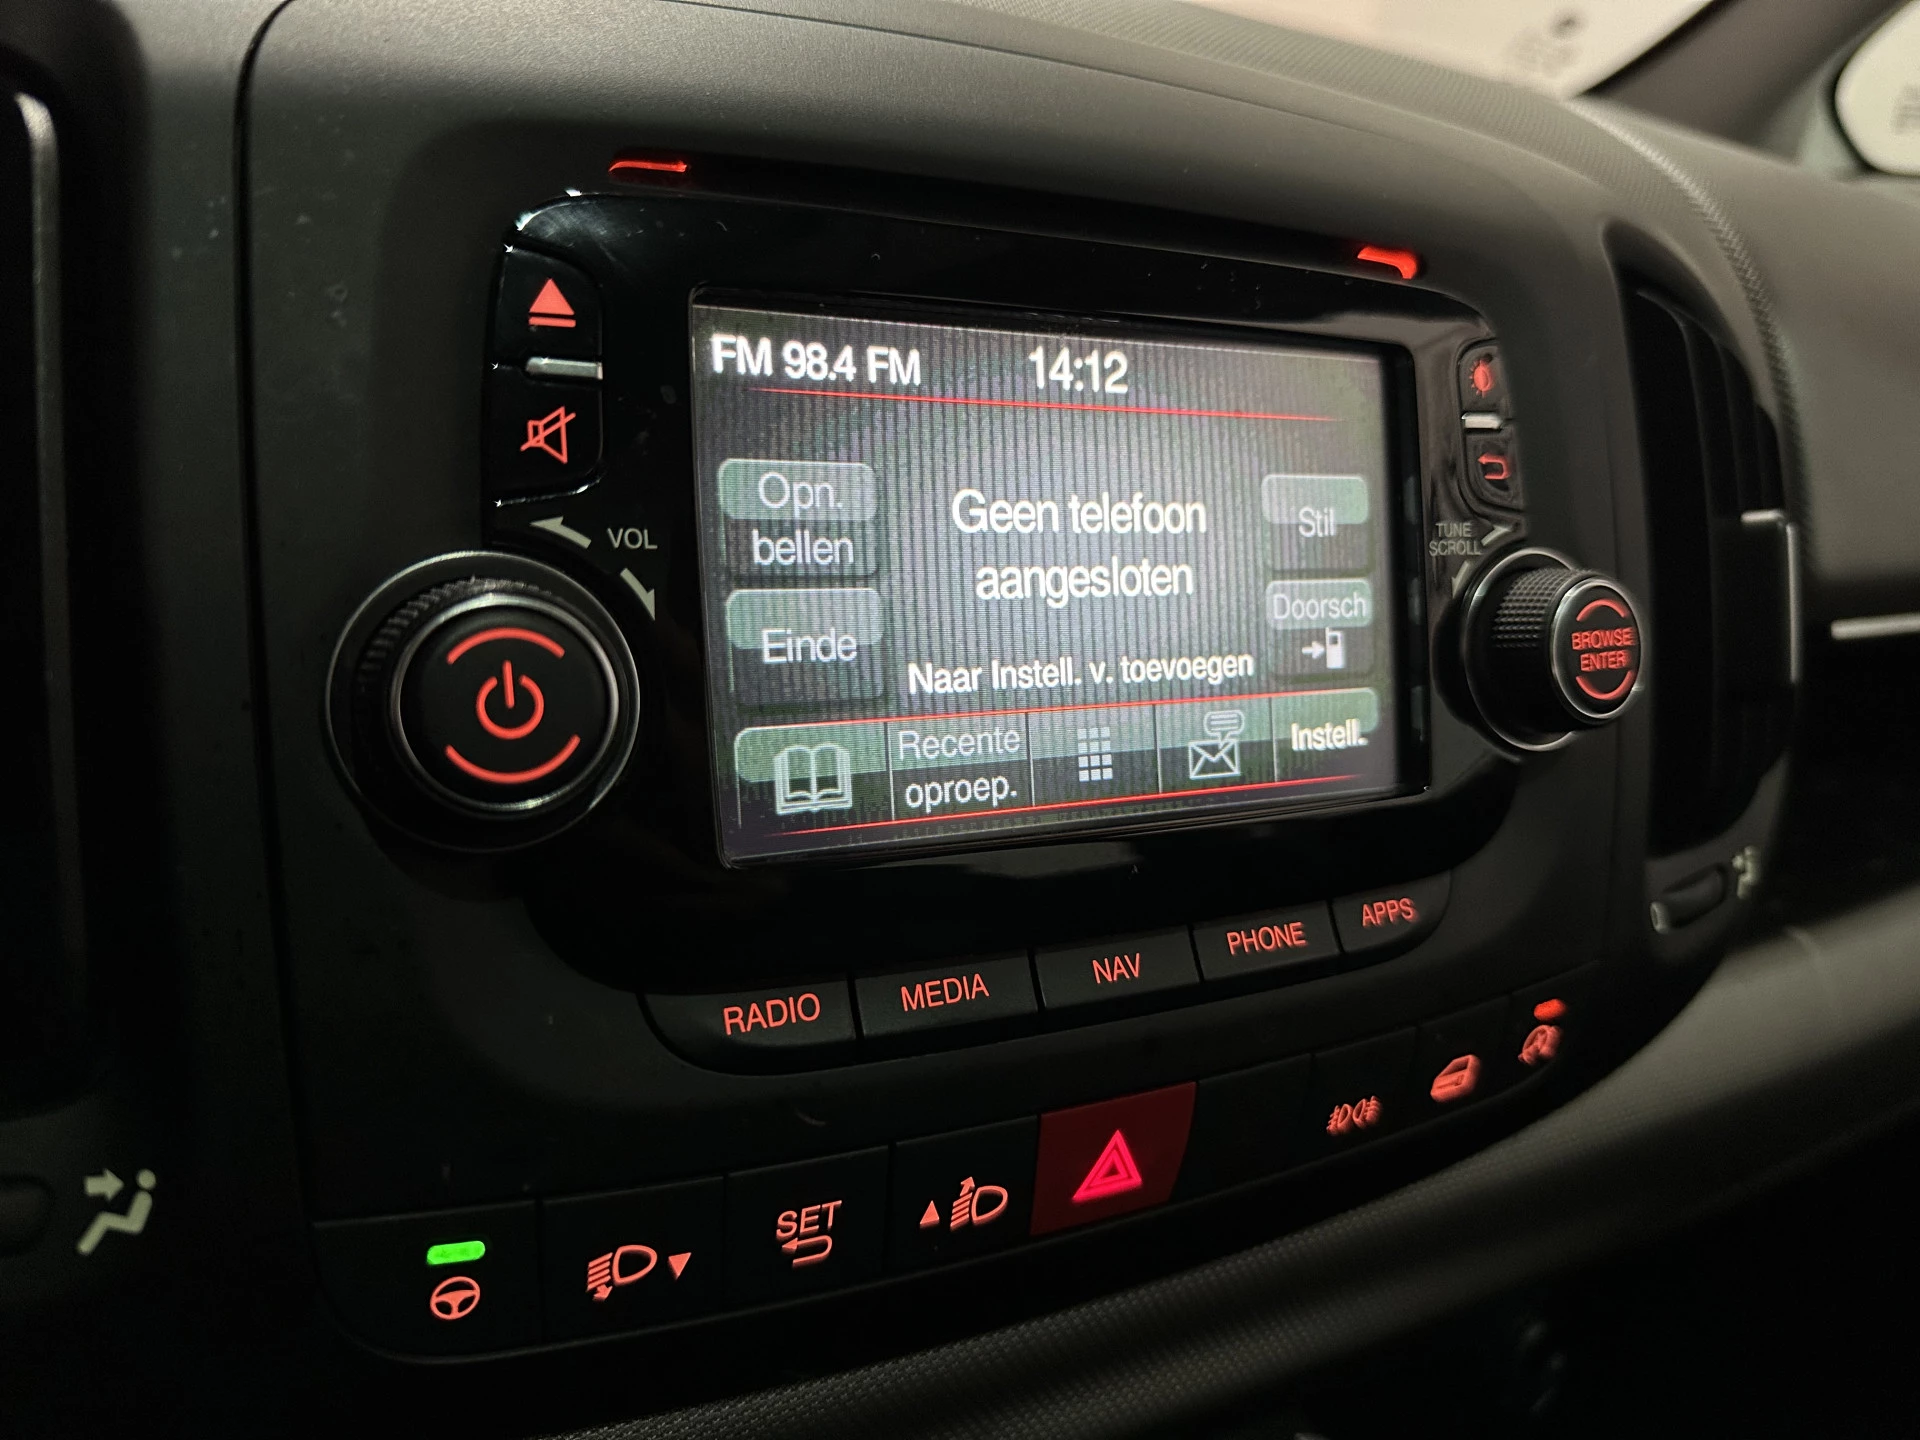 FM 98.4 FM 14:12
Opn.
bellen
Geen telefoon
aangesloten
Stil
Doorsch
Einde
Naar Instell. v. toevoegen
Recente
oproep.
Instell.
VOL
TUNE
SCROLL
BROWSE
ENTER
RADIO MEDIA NAV PHONE APPS
SET